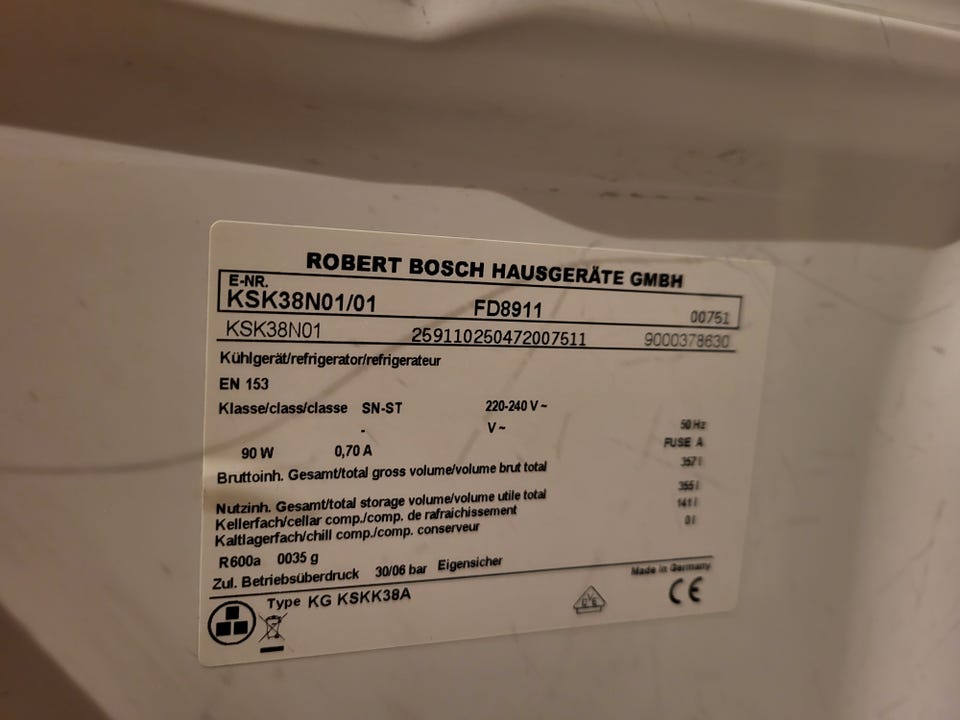 ROBERT BOSCH HAUSGERÄTE GMBH
E-NR.
KSK38N01/01 FD8911 00751
KSK38N01 259110250472007511 9000378630
Kühlgerät/refrigerator/refrigerateur
EN 153
Klasse/class/classe SN-ST 220-240 V ~ 50 Hz
- V ~ FUSE A
90 W 0,70 A
Bruttoinh. Gesamt/total gross volume/volume brut total 357 l
Nutzinh. Gesamt/total storage volume/volume utile total 355 l
Kellerfach/cellar comp./comp. de rafraichissement 141 l
Kaltlagerfach/chill comp./comp. conserveur 0 l
R600a 0035 g
Zul. Betriebsüberdruck 30/06 bar Eigensicher
Made in Germany
Type KG KSKK38A
CE